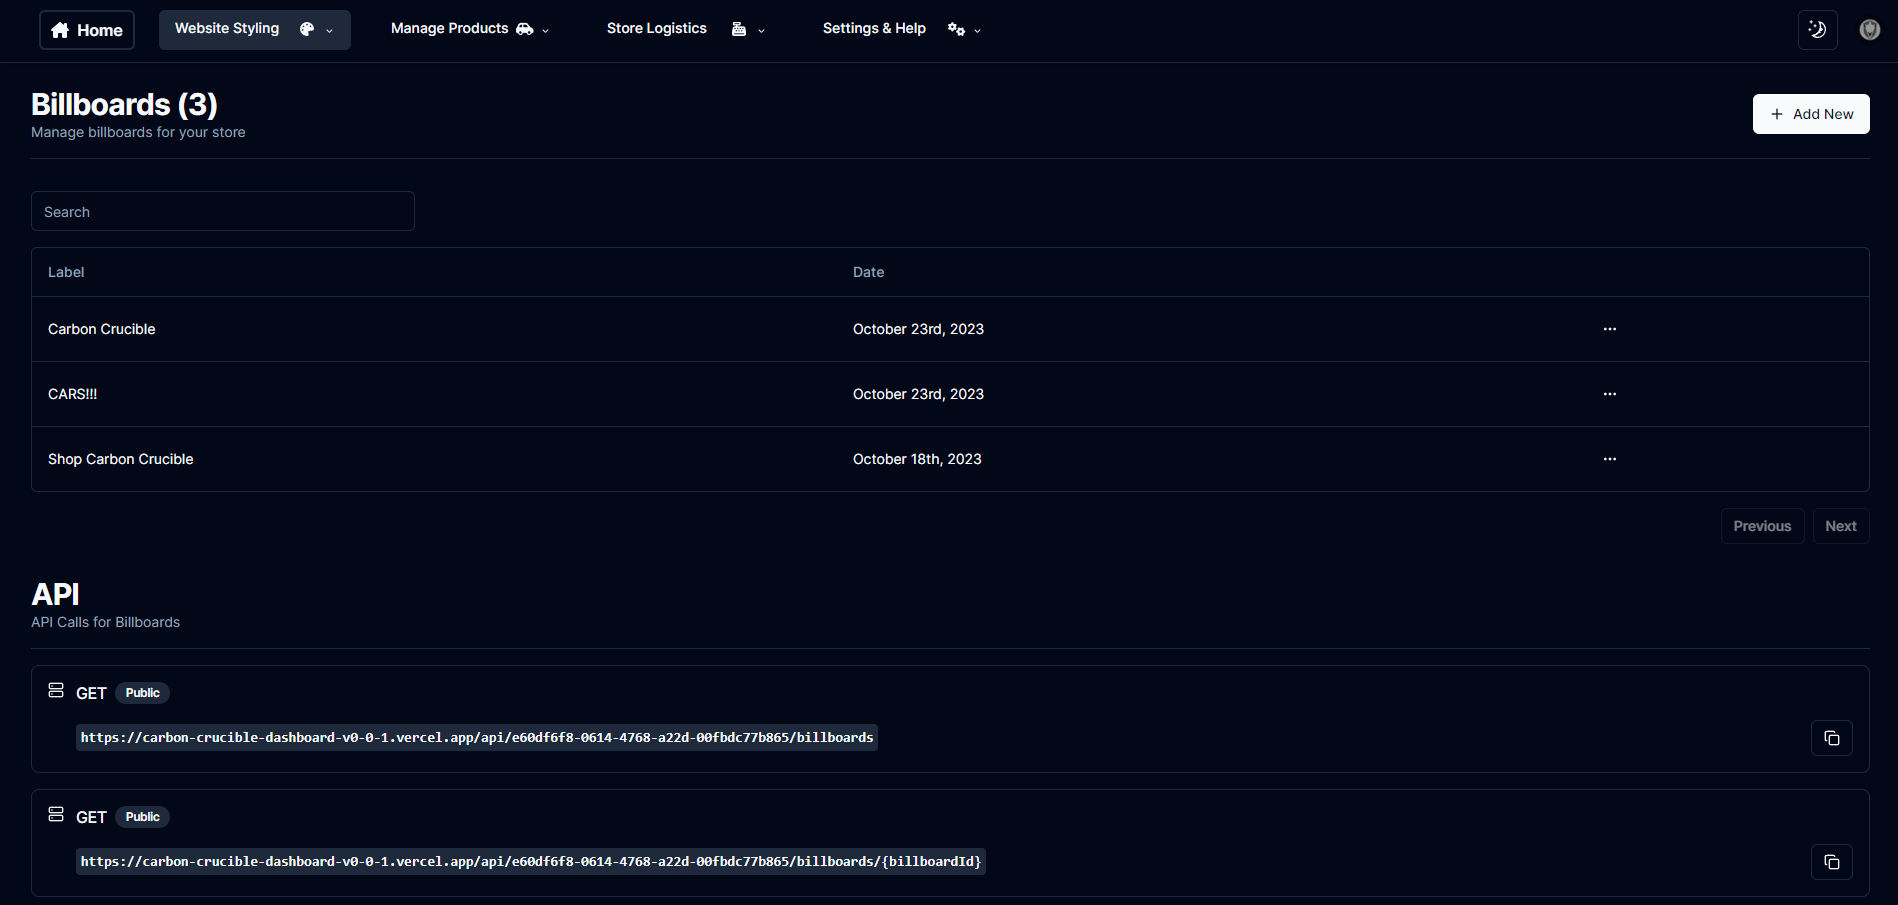 Home
Website Styling
Manage Products
Store Logistics
Settings & Help
Billboards (3)
Manage billboards for your store
+ Add New
Search
Label Date
Carbon Crucible October 23rd, 2023 ...
CARS!!! October 23rd, 2023 ...
Shop Carbon Crucible October 18th, 2023 ...
Previous Next
API
API Calls for Billboards
GET Public
https://carbon-crucible-dashboard-v0-0-1.vercel.app/api/e60df6f8-0614-4768-a22d-00fbdc77b865/billboards
GET Public
https://carbon-crucible-dashboard-v0-0-1.vercel.app/api/e60df6f8-0614-4768-a22d-00fbdc77b865/billboards/{billboardId}